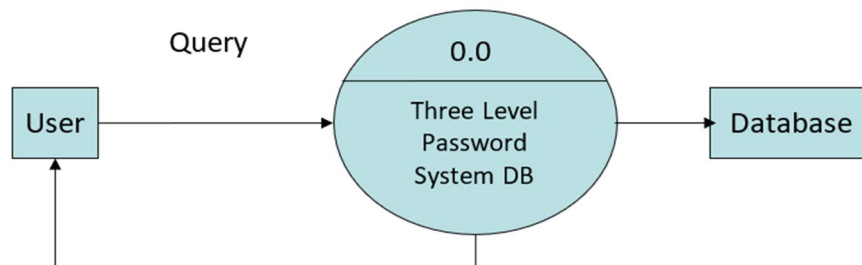 Query
0.0
User
Three Level
Password
System DB
Database